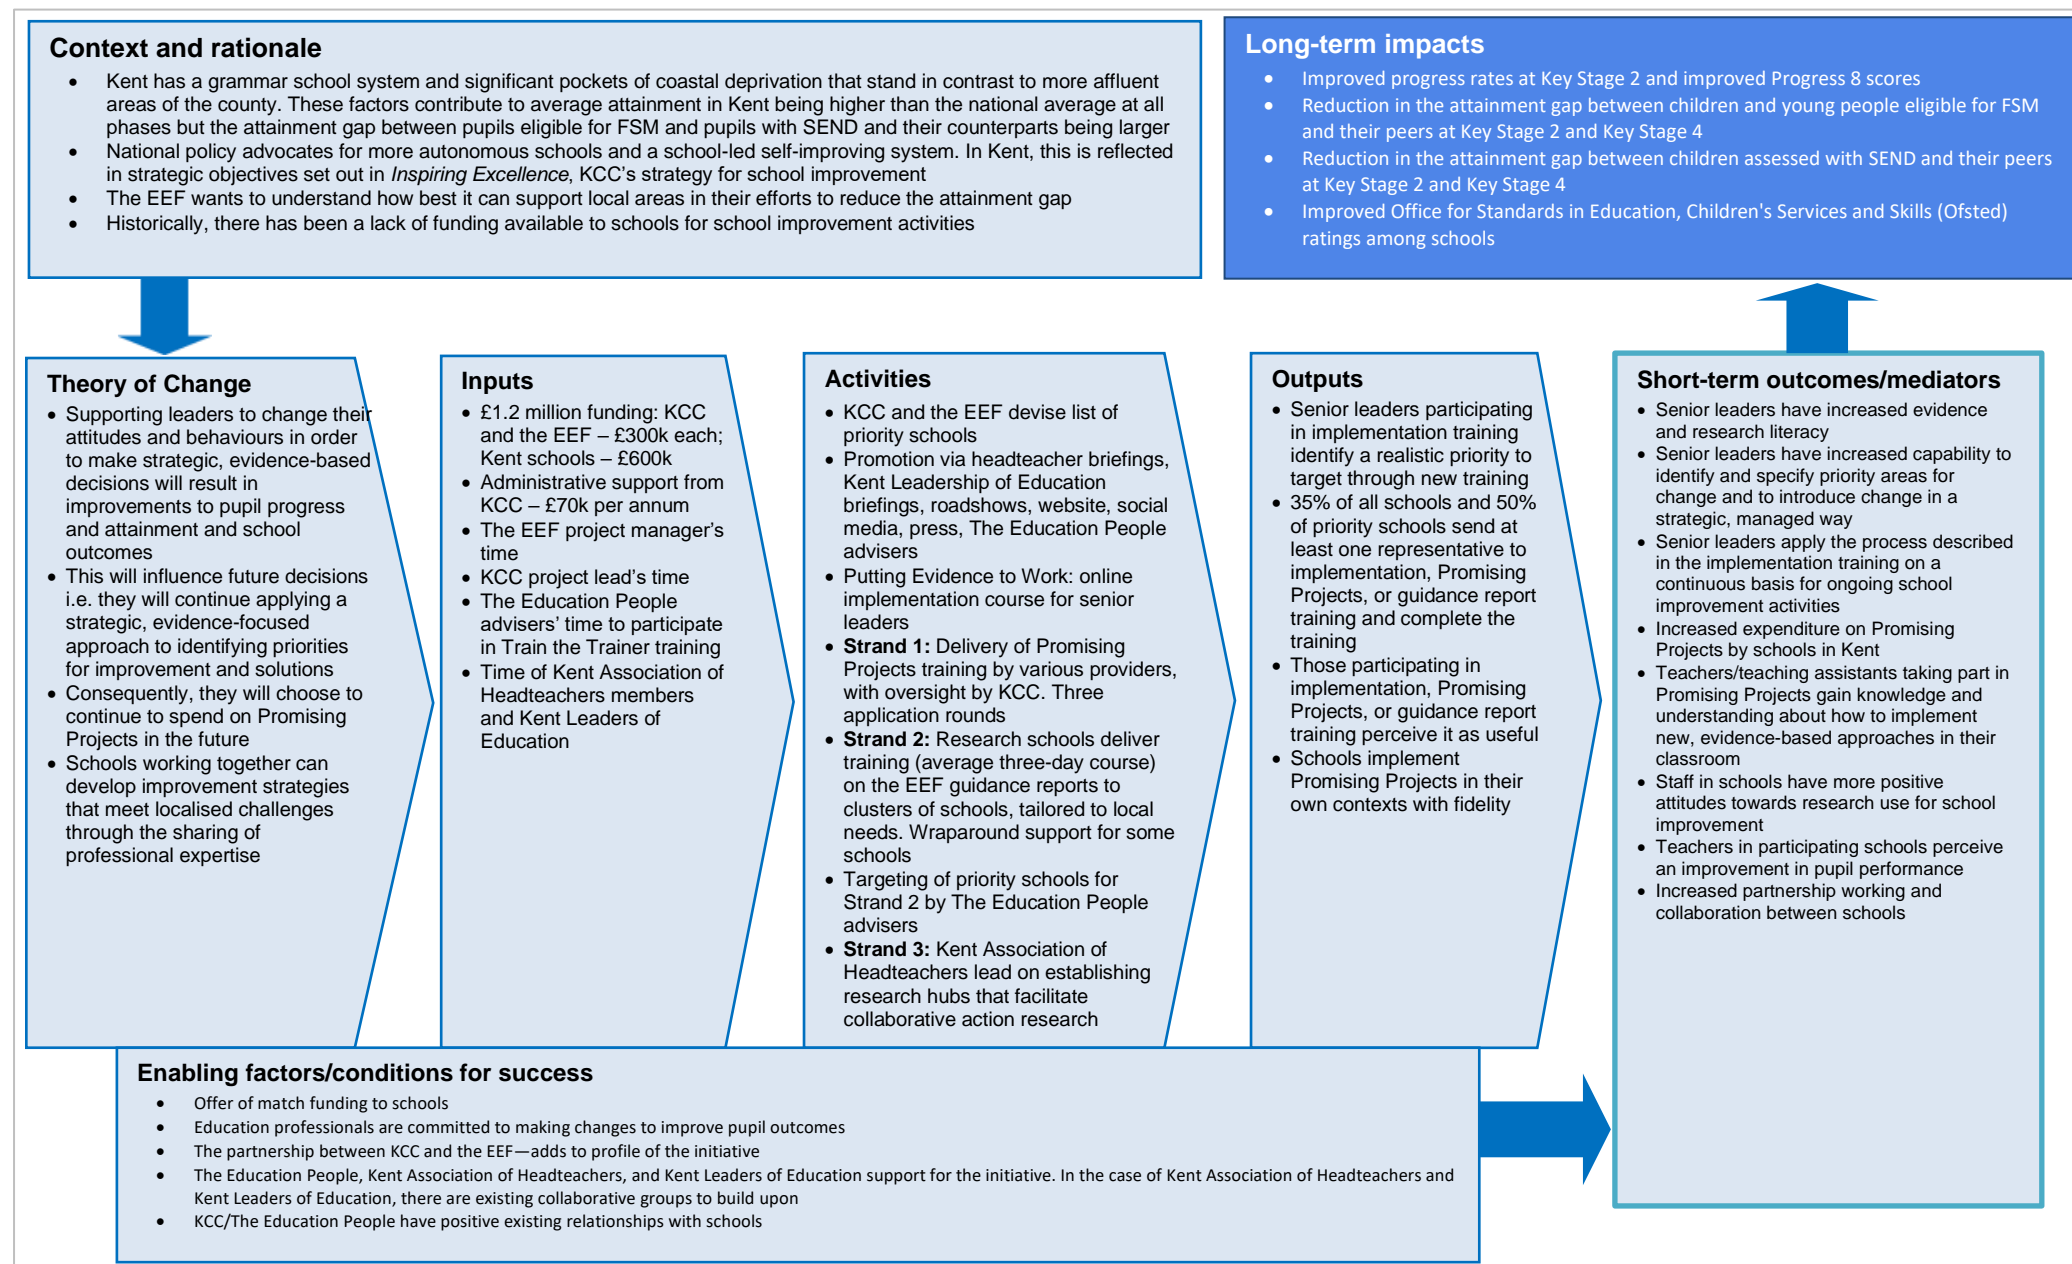 Context and rationale
• Kent has a grammar school system and significant pockets of coastal deprivation that stand in contrast to more affluent
areas of the county. These factors contribute to average attainment in Kent being higher than the national average at all
phases but the attainment gap between pupils eligible for FSM and pupils with SEND and their counterparts being larger
• National policy advocates for more autonomous schools and a school-led self-improving system. In Kent, this is reflected
in strategic objectives set out in Inspiring Excellence, KCC's strategy for school improvement
• The EEF wants to understand how best it can support local areas in their efforts to reduce the attainment gap
• Historically, there has been a lack of funding available to schools for school improvement activities
Long-term impacts
• Improved progress rates at Key Stage 2 and improved Progress 8 scores
• Reduction in the attainment gap between children and young people eligible for FSM
and their peers at Key Stage 2 and Key Stage 4
• Reduction in the attainment gap between children assessed with SEND and their peers
at Key Stage 2 and Key Stage 4
• Improved Office for Standards in Education, Children's Services and Skills (Ofsted)
ratings among schools
Theory of Change
• Supporting leaders to change their
attitudes and behaviours in order
to make strategic, evidence-based
decisions will result in
improvements to pupil progress
and attainment and school
outcomes
• This will influence future decisions
i.e. they will continue applying a
strategic, evidence-focused
approach to identifying priorities
for improvement and solutions
• Consequently, they will choose to
continue to spend on Promising
Projects in the future
• Schools working together can
develop improvement strategies
that meet localised challenges
through the sharing of
professional expertise
Inputs
• £1.2 million funding: KCC
and the EEF – £300k each;
Kent schools – £600k
• Administrative support from
KCC – £70k per annum
• The EEF project manager's
time
• KCC project lead's time
• The Education People
advisers' time to participate
in Train the Trainer training
• Time of Kent Association of
Headteachers members
and Kent Leaders of
Education
Activities
• KCC and the EEF devise list of
priority schools
• Promotion via headteacher briefings,
Kent Leadership of Education
briefings, roadshows, website, social
media, press, The Education People
advisers
• Putting Evidence to Work: online
implementation course for senior
leaders
• Strand 1: Delivery of Promising
Projects training by various providers,
with oversight by KCC. Three
application rounds
• Strand 2: Research schools deliver
training (average three-day course)
on the EEF guidance reports to
clusters of schools, tailored to local
needs. Wraparound support for some
schools
• Targeting of priority schools for
Strand 2 by The Education People
advisers
• Strand 3: Kent Association of
Headteachers lead on establishing
research hubs that facilitate
collaborative action research
Outputs
• Senior leaders participating
in implementation training
identify a realistic priority to
target through new training
• 35% of all schools and 50%
of priority schools send at
least one representative to
implementation, Promising
Projects, or guidance report
training and complete the
training
• Those participating in
implementation, Promising
Projects, or guidance report
training perceive it as useful
• Schools implement
Promising Projects in their
own contexts with fidelity
Short-term outcomes/mediators
• Senior leaders have increased evidence
and research literacy
• Senior leaders have increased capability to
identify and specify priority areas for
change and to introduce change in a
strategic, managed way
• Senior leaders apply the process described
in the implementation training on a
continuous basis for ongoing school
improvement activities
• Increased expenditure on Promising
Projects by schools in Kent
• Teachers/teaching assistants taking part in
Promising Projects gain knowledge and
understanding about how to implement
new, evidence-based approaches in their
classroom
• Staff in schools have more positive
attitudes towards research use for school
improvement
• Teachers in participating schools perceive
an improvement in pupil performance
• Increased partnership working and
collaboration between schools
Enabling factors/conditions for success
• Offer of match funding to schools
• Education professionals are committed to making changes to improve pupil outcomes
• The partnership between KCC and the EEF—adds to profile of the initiative
• The Education People, Kent Association of Headteachers, and Kent Leaders of Education support for the initiative. In the case of Kent Association of Headteachers and
Kent Leaders of Education, there are existing collaborative groups to build upon
• KCC/The Education People have positive existing relationships with schools